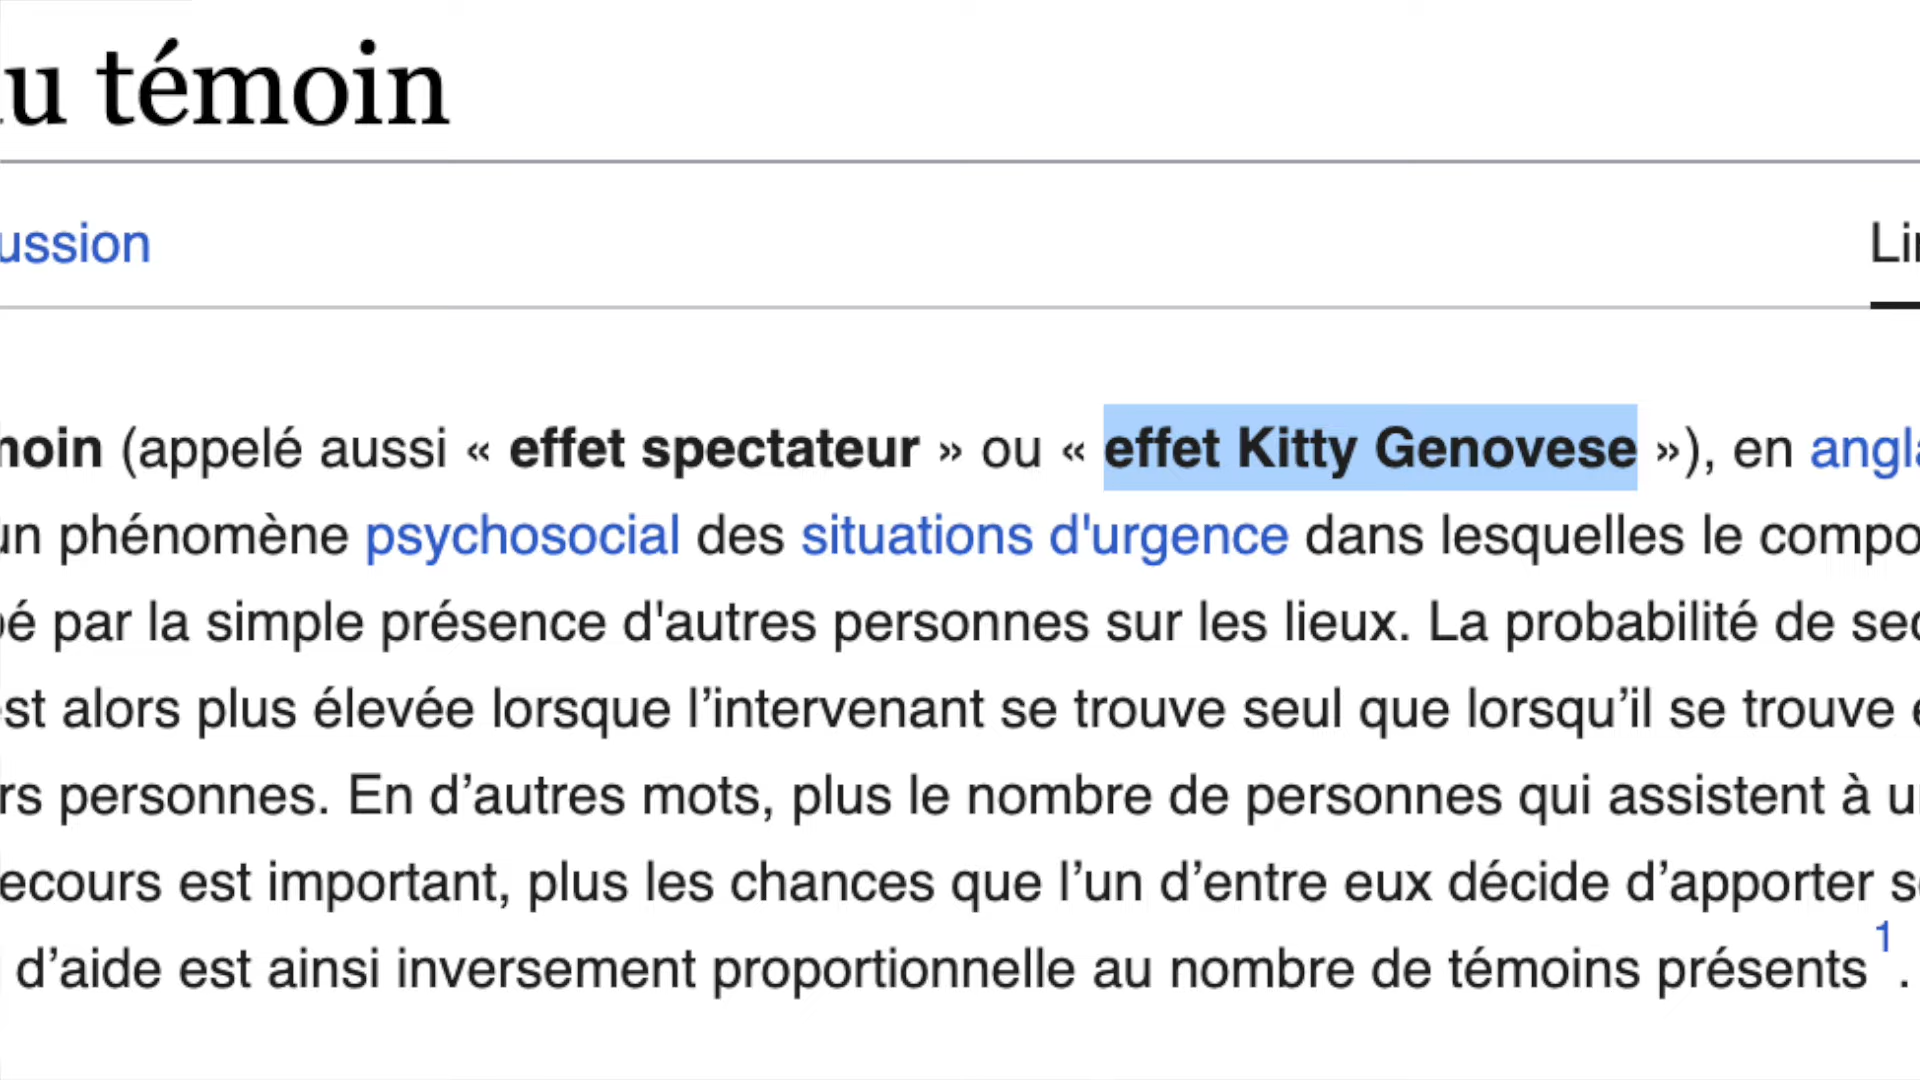 u témoin
ussion
Li
moin (appelé aussi « effet spectateur » ou « effet Kitty Genovese »), en angla
un phénomène psychosocial des situations d'urgence dans lesquelles le compo
é par la simple présence d'autres personnes sur les lieux. La probabilité de sec
st alors plus élevée lorsque l’intervenant se trouve seul que lorsqu’il se trouve e
rs personnes. En d’autres mots, plus le nombre de personnes qui assistent à u
ecours est important, plus les chances que l’un d’entre eux décide d’apporter s
d’aide est ainsi inversement proportionnelle au nombre de témoins présents 1.